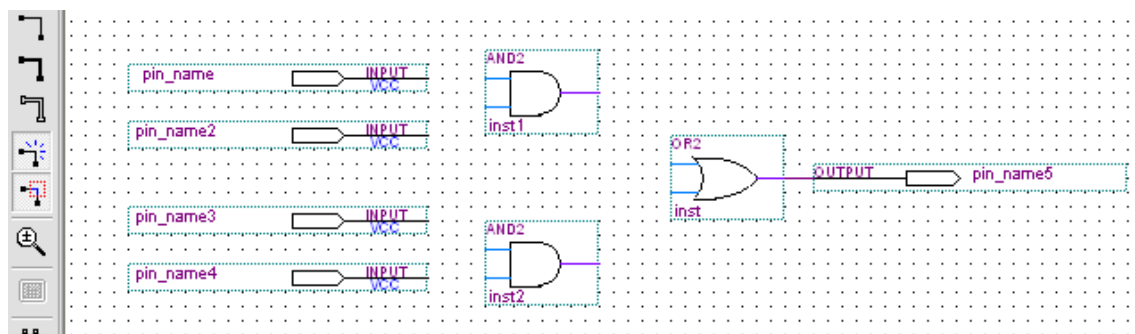 pin_name INPUT VCC
pin_name2 INPUT VCC
AND2
inst1
OR2
inst
OUTPUT pin_name5
pin_name3 INPUT VCC
pin_name4 INPUT VCC
AND2
inst2